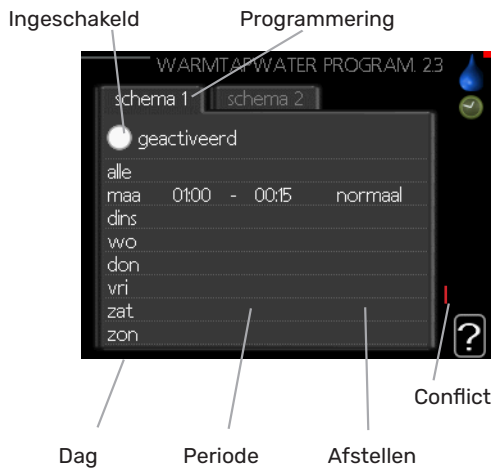 Ingeschakeld Programmering
WARMTAPWATER PROGRAM. 2.3
schema 1 schema 2
geactiveerd
alle
maa 01:00 - 00:15 normaal
dins
wo
don
vri
zat
zon
?
Conflict
Dag Periode Afstellen